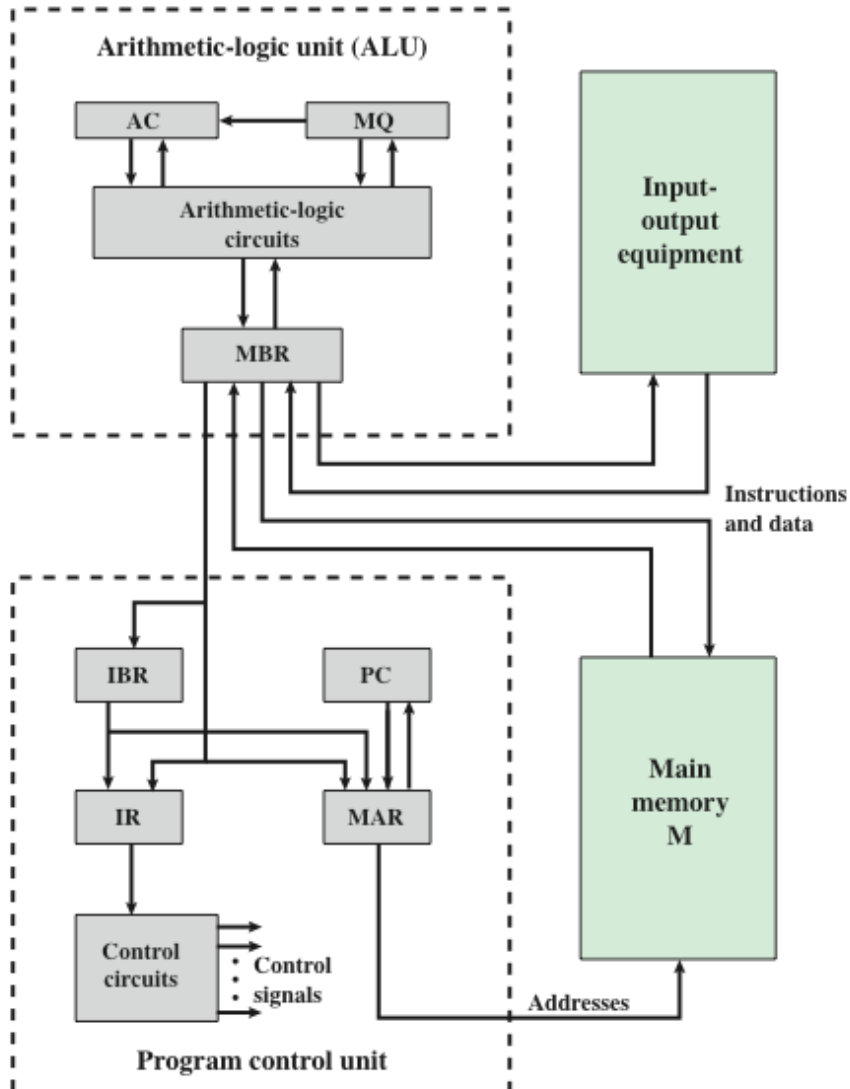 Arithmetic-logic unit (ALU)
AC
MQ
Arithmetic-logic
circuits
MBR
Input-
output
equipment
Instructions
and data
IBR
PC
IR
MAR
Main
memory
M
Control
circuits
Control
signals
Addresses
Program control unit